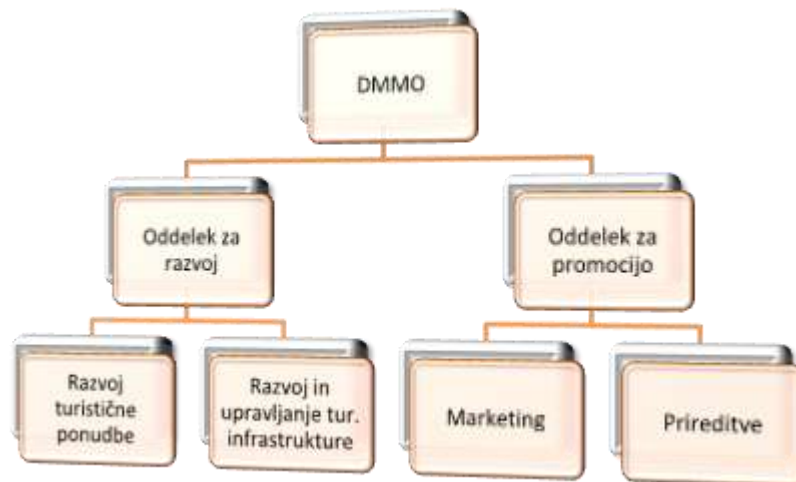 DMMO
Oddelek za
razvoj
Oddelek za
promocijo
Razvoj
turistične
ponudbe
Razvoj in
upravljanje tur.
infrastrukture
Marketing
Prireditve